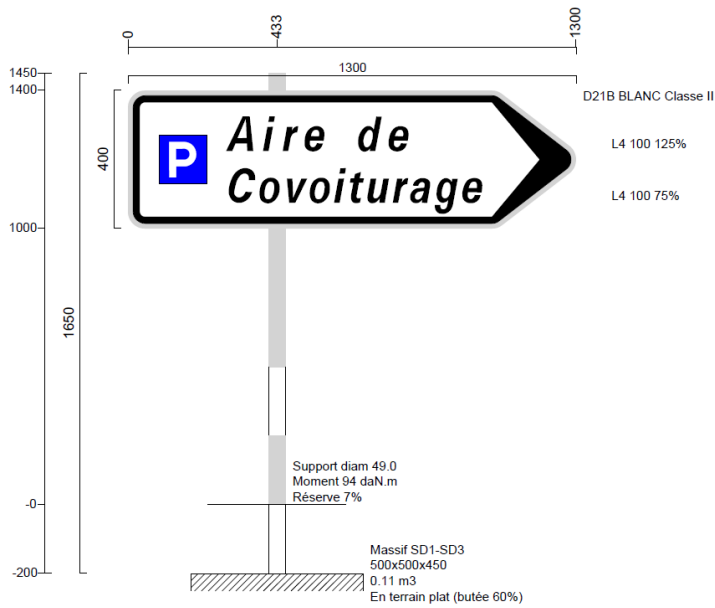 0
433
1300
1300
1450
1400
D21B BLANC Classe II
400
P
Aire de
Covoiturage
L4 100 125%
L4 100 75%
1000
1650
Support diam 49.0
Moment 94 daN.m
Réserve 7%
-0
Massif SD1-SD3
500x500x450
0.11 m3
En terrain plat (butée 60%)
-200